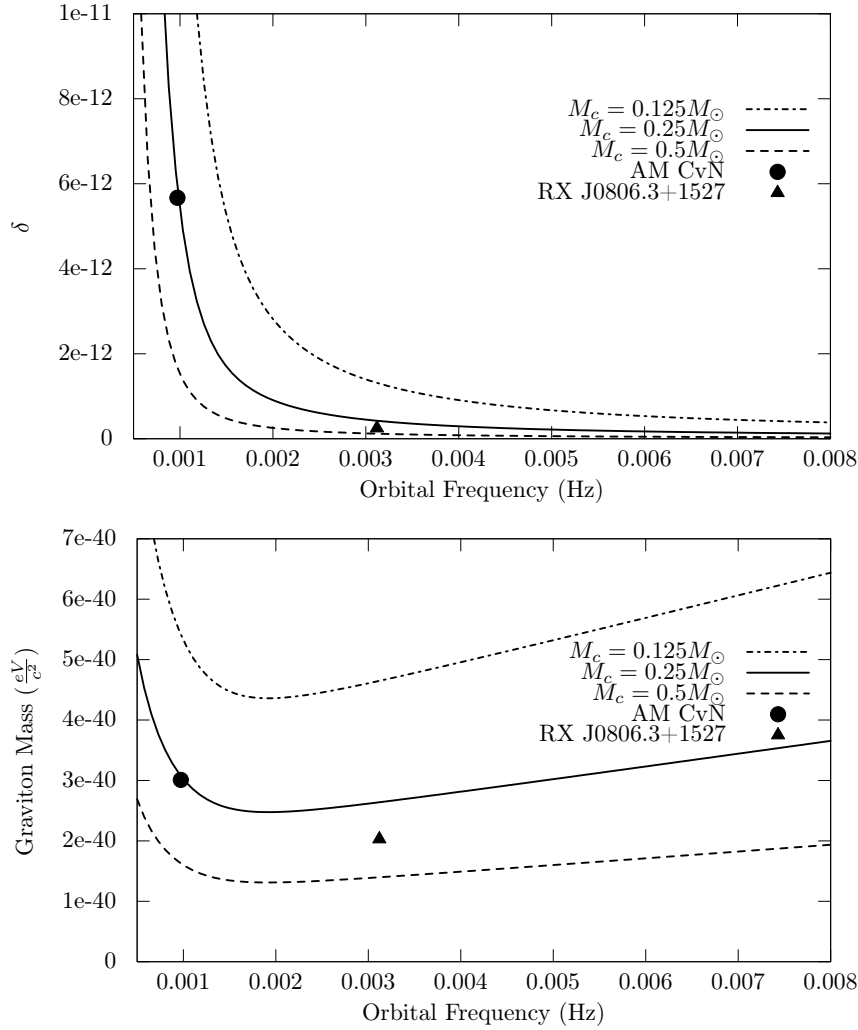 1e-11
8e-12
6e-12
4e-12
2e-12
0
δ
M_c = 0.125M_⊙
M_c = 0.25M_⊙
M_c = 0.5M_⊙
AM CvN
RX J0806.3+1527
0.001 0.002 0.003 0.004 0.005 0.006 0.007 0.008
Orbital Frequency (Hz)
7e-40
6e-40
5e-40
4e-40
3e-40
2e-40
1e-40
0
Graviton Mass (eV/c²)
M_c = 0.125M_⊙
M_c = 0.25M_⊙
M_c = 0.5M_⊙
AM CvN
RX J0806.3+1527
0.001 0.002 0.003 0.004 0.005 0.006 0.007 0.008
Orbital Frequency (Hz)